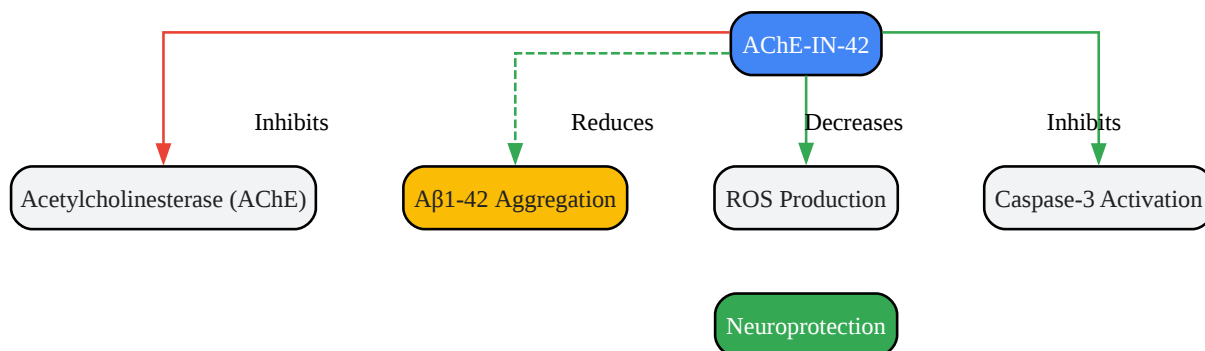 AChE-IN-42
Inhibits
Reduces
Decreases
Inhibits
Acetylcholinesterase (AChE)
Aβ1-42 Aggregation
ROS Production
Caspase-3 Activation
Neuroprotection